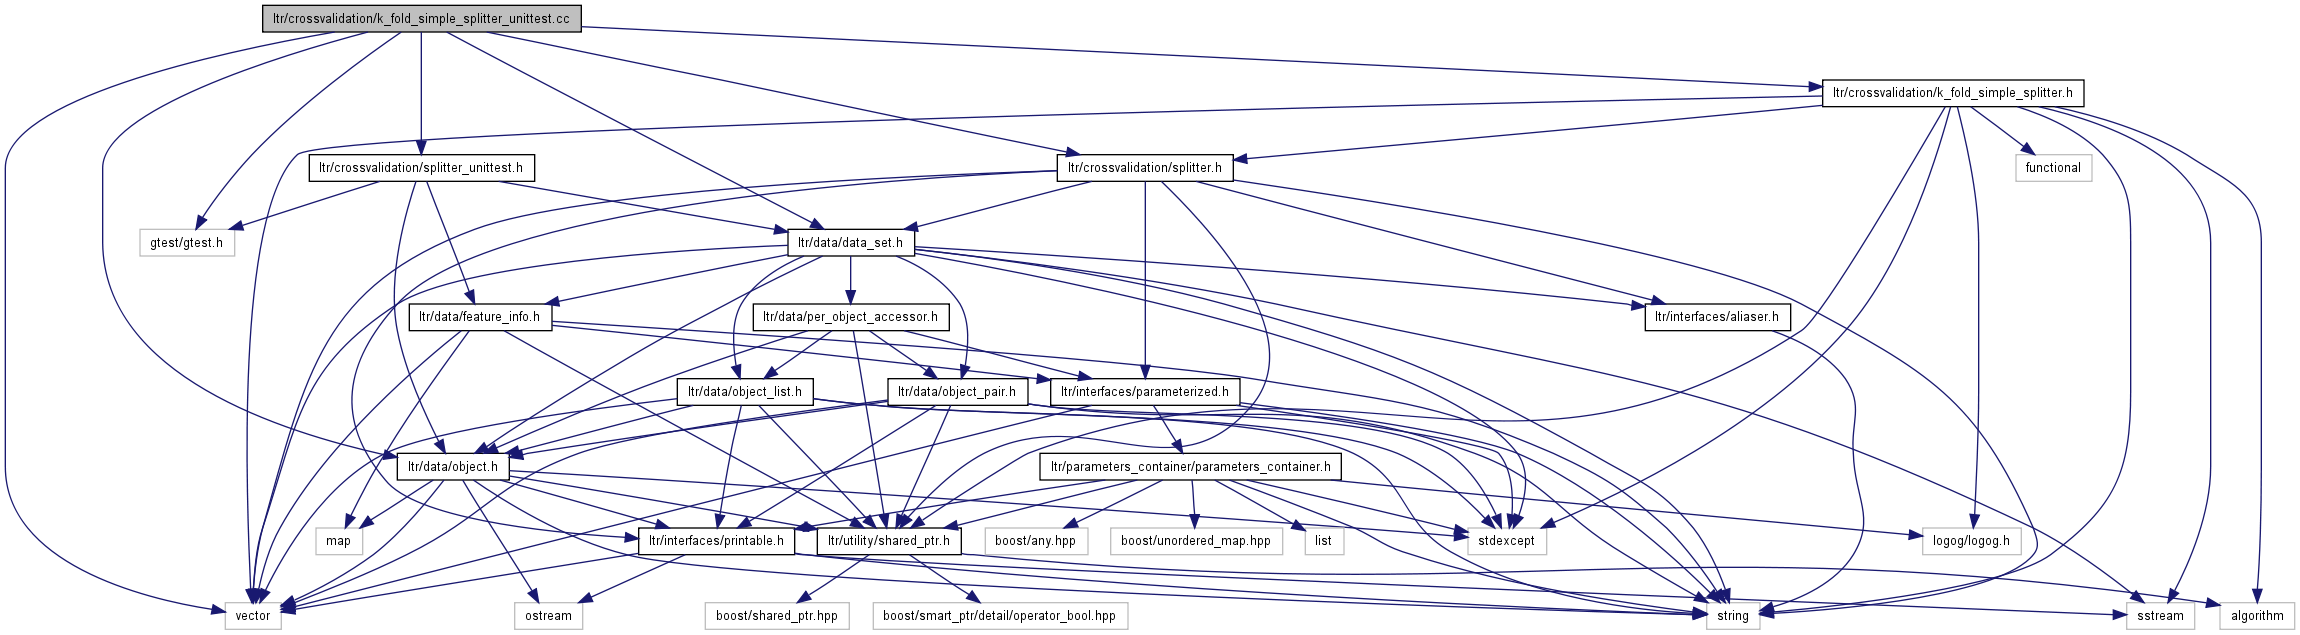 ltr/crossvalidation/k_fold_simple_splitter_unittest.cc
ltr/crossvalidation/k_fold_simple_splitter.h
ltr/crossvalidation/splitter_unittest.h
ltr/crossvalidation/splitter.h
functional
gtest/gtest.h
ltr/data/data_set.h
ltr/data/feature_info.h
ltr/data/per_object_accessor.h
ltr/interfaces/aliaser.h
ltr/data/object_list.h
ltr/data/object_pair.h
ltr/interfaces/parameterized.h
ltr/data/object.h
ltr/parameters_container/parameters_container.h
map
ltr/interfaces/printable.h
ltr/utility/shared_ptr.h
boost/any.hpp
boost/unordered_map.hpp
list
stdexcept
logog/logog.h
vector
ostream
boost/shared_ptr.hpp
boost/smart_ptr/detail/operator_bool.hpp
string
sstream
algorithm